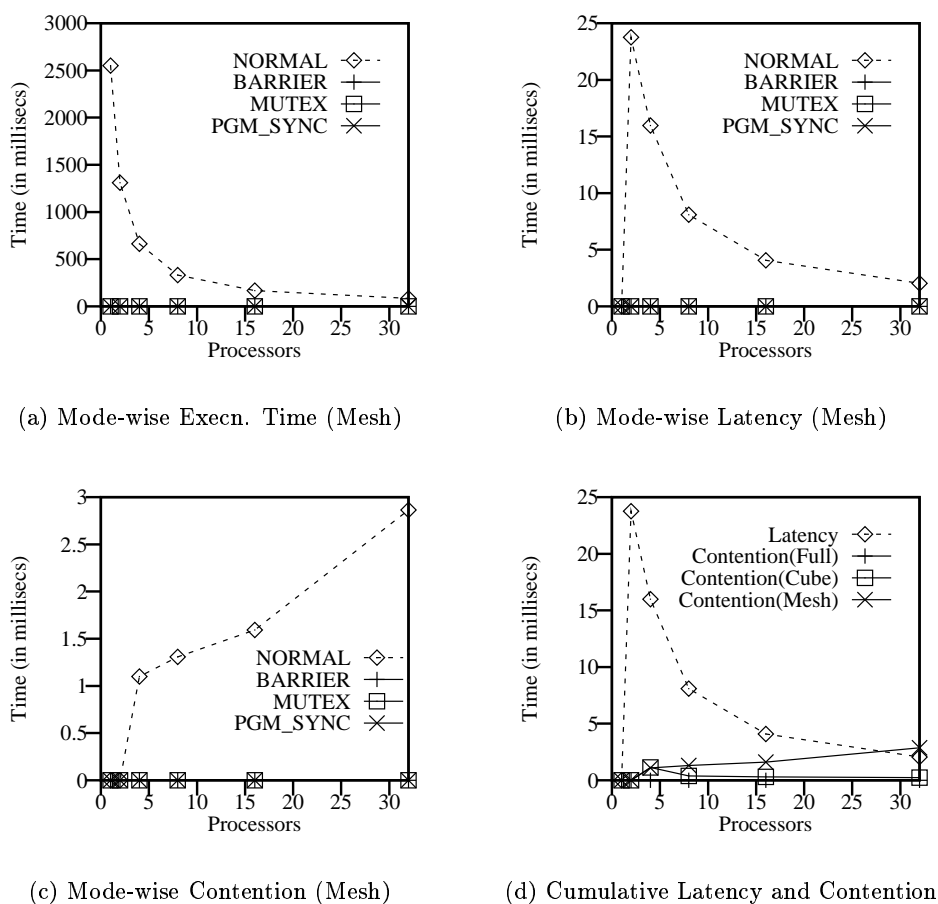 3000
2500
2000
1500
1000
500
0
Time (in millisecs)
NORMAL
BARRIER
MUTEX
PGM_SYNC
0 5 10 15 20 25 30
Processors
(a) Mode-wise Execn. Time (Mesh)
25
20
15
10
5
0
Time (in millisecs)
NORMAL
BARRIER
MUTEX
PGM_SYNC
0 5 10 15 20 25 30
Processors
(b) Mode-wise Latency (Mesh)
3
2.5
2
1.5
1
0.5
0
Time (in millisecs)
NORMAL
BARRIER
MUTEX
PGM_SYNC
0 5 10 15 20 25 30
Processors
(c) Mode-wise Contention (Mesh)
25
20
15
10
5
0
Time (in millisecs)
Latency
Contention(Full)
Contention(Cube)
Contention(Mesh)
0 5 10 15 20 25 30
Processors
(d) Cumulative Latency and Contention